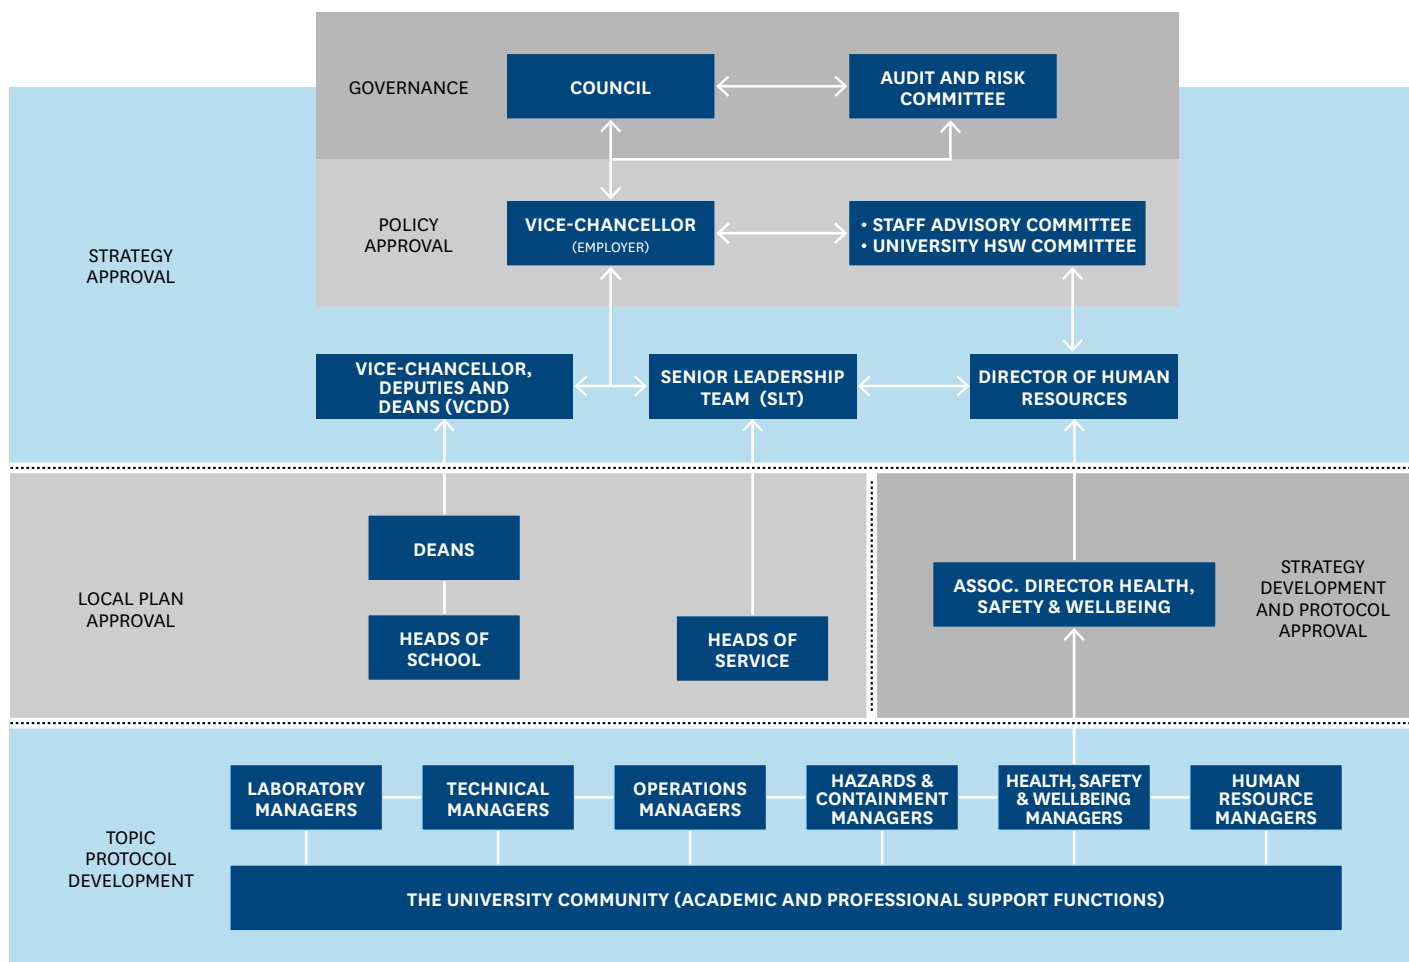 GOVERNANCE
COUNCIL
AUDIT AND RISK
COMMITTEE
STRATEGY
APPROVAL
POLICY
APPROVAL
VICE-CHANCELLOR
(EMPLOYER)
• STAFF ADVISORY COMMITTEE
• UNIVERSITY HSW COMMITTEE
VICE-CHANCELLOR,
DEPUTIES AND
DEANS (VCDD)
SENIOR LEADERSHIP
TEAM (SLT)
DIRECTOR OF HUMAN
RESOURCES
LOCAL PLAN
APPROVAL
DEANS
HEADS OF
SCHOOL
HEADS OF
SERVICE
ASSOC. DIRECTOR HEALTH,
SAFETY & WELLBEING
STRATEGY
DEVELOPMENT
AND PROTOCOL
APPROVAL
TOPIC
PROTOCOL
DEVELOPMENT
LABORATORY
MANAGERS
TECHNICAL
MANAGERS
OPERATIONS
MANAGERS
HAZARDS &
CONTAINMENT
MANAGERS
HEALTH, SAFETY
& WELLBEING
MANAGERS
HUMAN
RESOURCE
MANAGERS
THE UNIVERSITY COMMUNITY (ACADEMIC AND PROFESSIONAL SUPPORT FUNCTIONS)